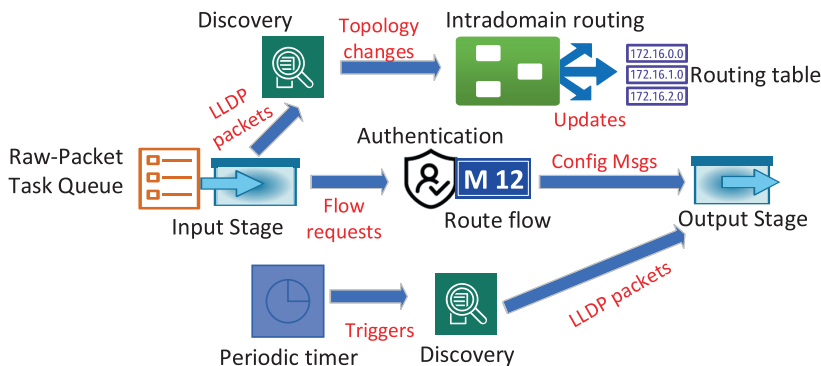 Discovery
Topology
changes
Intradomain routing
172.16.0.0
172.16.1.0
172.16.2.0
Routing table
Updates
LLDP
packets
Raw-Packet
Task Queue
Input Stage
Flow
requests
Authentication
M 12
Route flow
Config Msgs
Output Stage
Periodic timer
Triggers
Discovery
LLDP packets